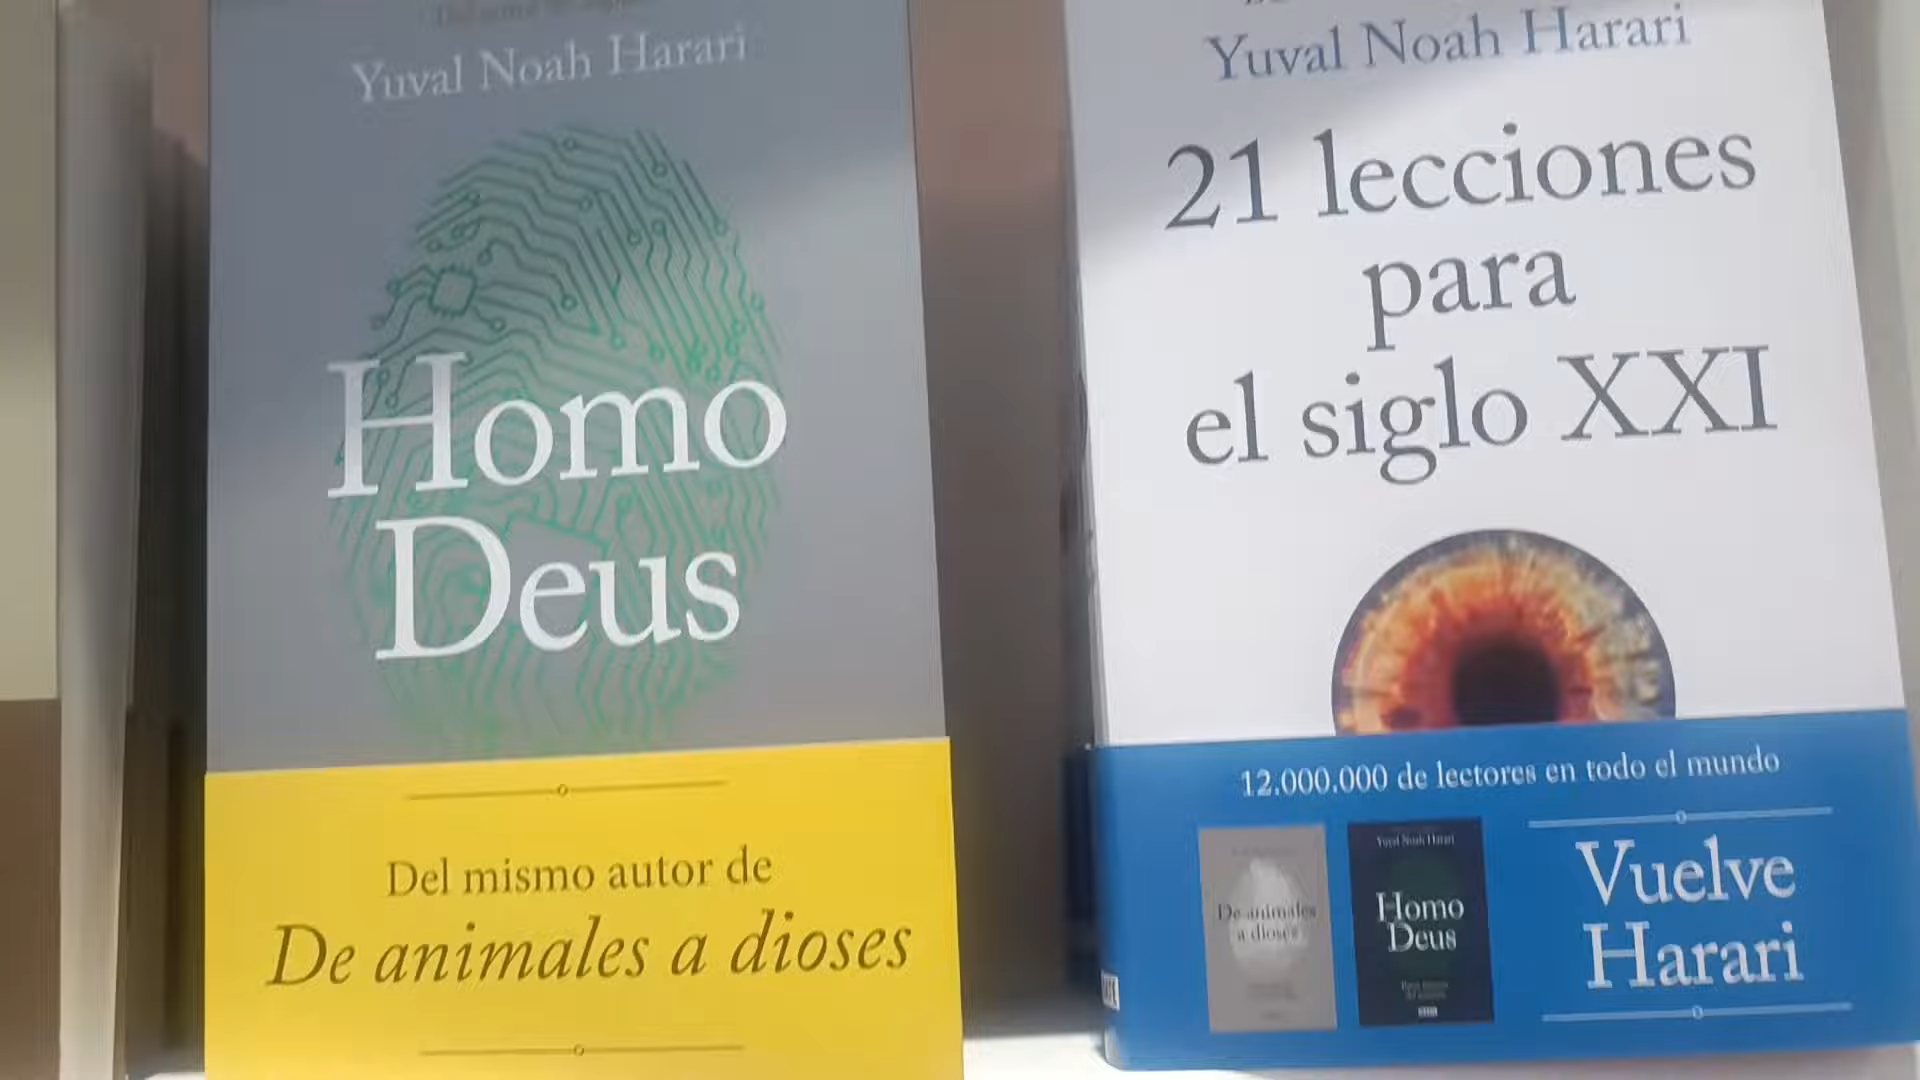 Yuval Noah Harari
Homo
Deus
Del mismo autor de
De animales a dioses
Yuval Noah Harari
21 lecciones
para
el siglo XXI
12.000.000 de lectores en todo el mundo
De animales
a dioses
Yuval Noah Harari
Homo
Deus
Vuelve
Harari